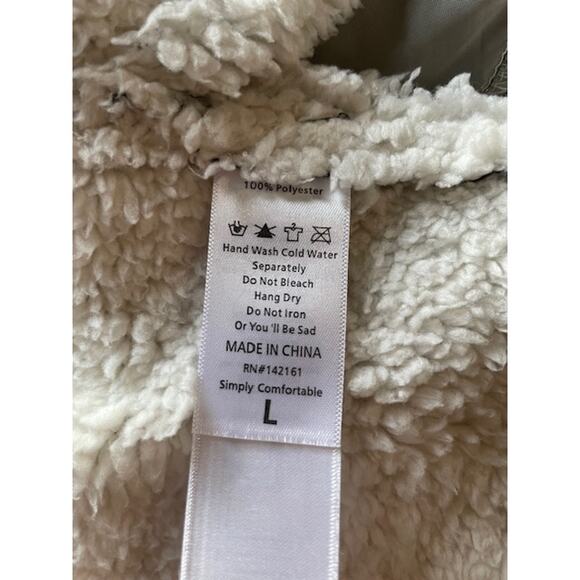 100% Polyester
Hand Wash Cold Water
Separately
Do Not Bleach
Hang Dry
Do Not Iron
Or You 'll Be Sad
MADE IN CHINA
RN#142161
Simply Comfortable
L